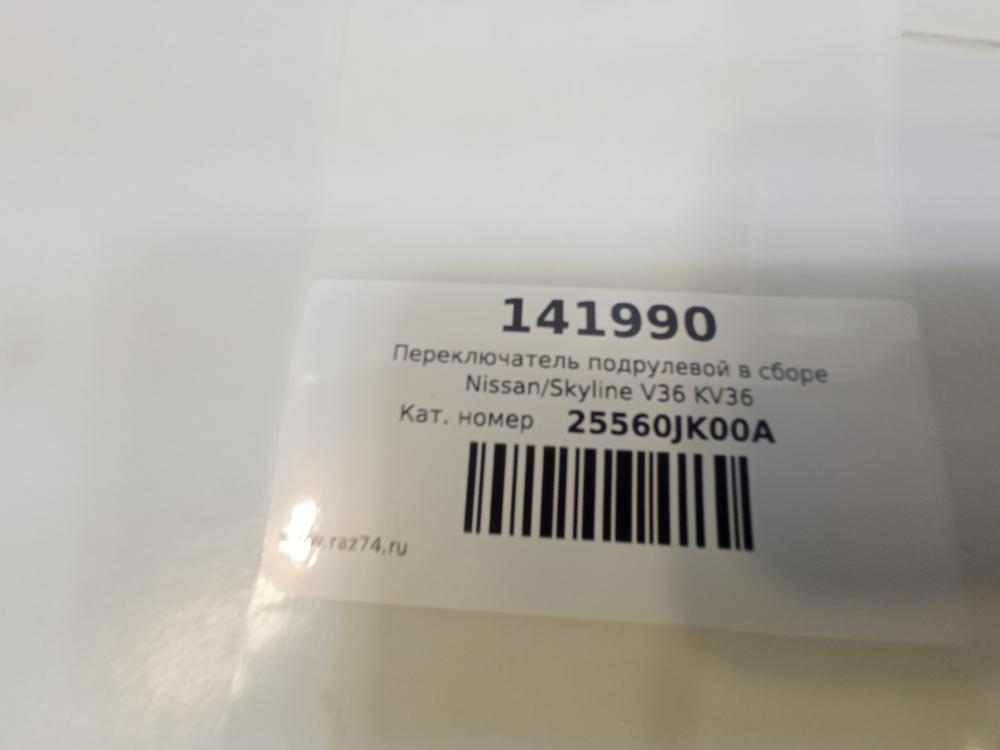 141990
Переключатель подрулевой в сборе
Nissan/Skyline V36 KV36
Кат. номер 25560JK00A
www.raz74.ru